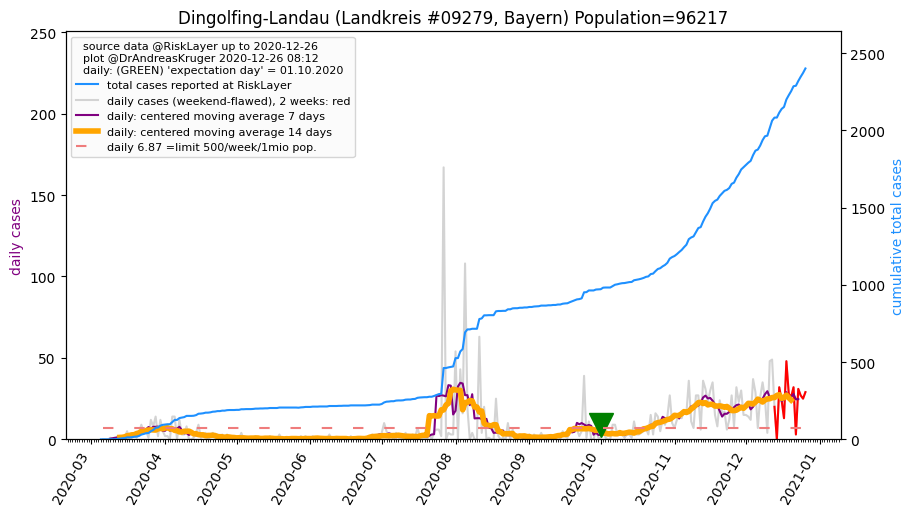 Dingolfing-Landau (Landkreis #09279, Bayern) Population=96217
source data @RiskLayer up to 2020-12-26
plot @DrAndreasKruger 2020-12-26 08:12
daily: (GREEN) 'expectation day' = 01.10.2020
total cases reported at RiskLayer
daily cases (weekend-flawed), 2 weeks: red
daily: centered moving average 7 days
daily: centered moving average 14 days
daily 6.87 =limit 500/week/1mio pop.
daily cases
250
200
150
100
50
0
2500
2000
1500
1000
500
0
cumulative total cases
2020-03
2020-04
2020-05
2020-06
2020-07
2020-08
2020-09
2020-10
2020-11
2020-12
2021-01